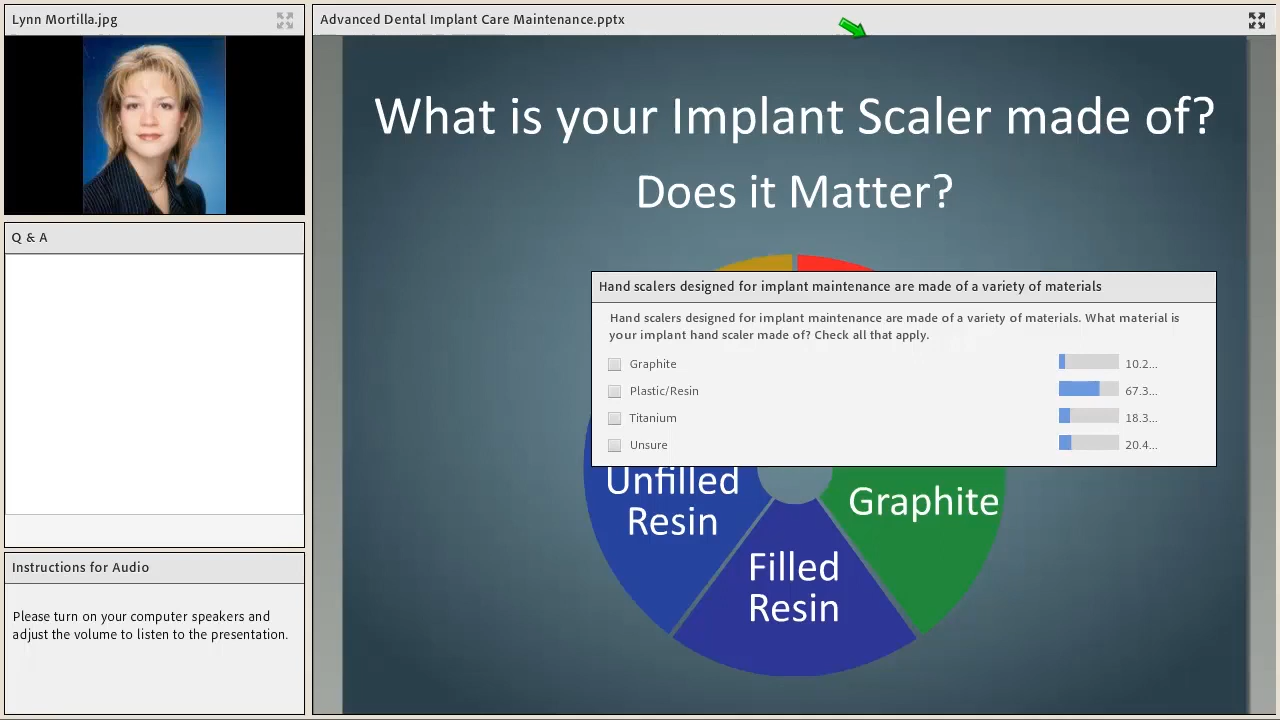 Lynn Mortilla.jpg
Advanced Dental Implant Care Maintenance.pptx
What is your Implant Scaler made of?
Does it Matter?
Hand scalers designed for implant maintenance are made of a variety of materials
Hand scalers designed for implant maintenance are made of a variety of materials. What material is
your implant hand scaler made of? Check all that apply.
Graphite 10.2...
Plastic/Resin 67.3...
Titanium 18.3...
Unsure 20.4...
Unfilled
Resin
Graphite
Filled
Resin
Q & A
Instructions for Audio
Please turn on your computer speakers and
adjust the volume to listen to the presentation.